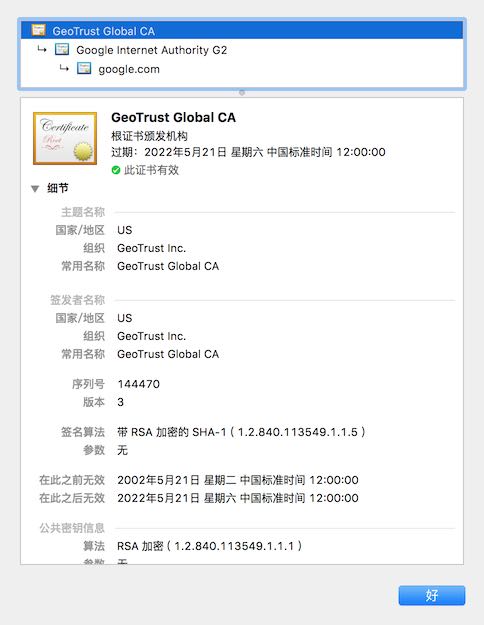 GeoTrust Global CA
Google Internet Authority G2
google.com
Certificate
Root
GeoTrust Global CA
根证书颁发机构
过期：2022年5月21日 星期六 中国标准时间 12:00:00
此证书有效
细节
主题名称
国家/地区 US
组织 GeoTrust Inc.
常用名称 GeoTrust Global CA
签发者名称
国家/地区 US
组织 GeoTrust Inc.
常用名称 GeoTrust Global CA
序列号 144470
版本 3
签名算法 带 RSA 加密的 SHA-1 ( 1.2.840.113549.1.1.5 )
参数 无
在此之前无效 2002年5月21日 星期二 中国标准时间 12:00:00
在此之后无效 2022年5月21日 星期六 中国标准时间 12:00:00
公共密钥信息
算法 RSA 加密 ( 1.2.840.113549.1.1.1 )
参数 无
好